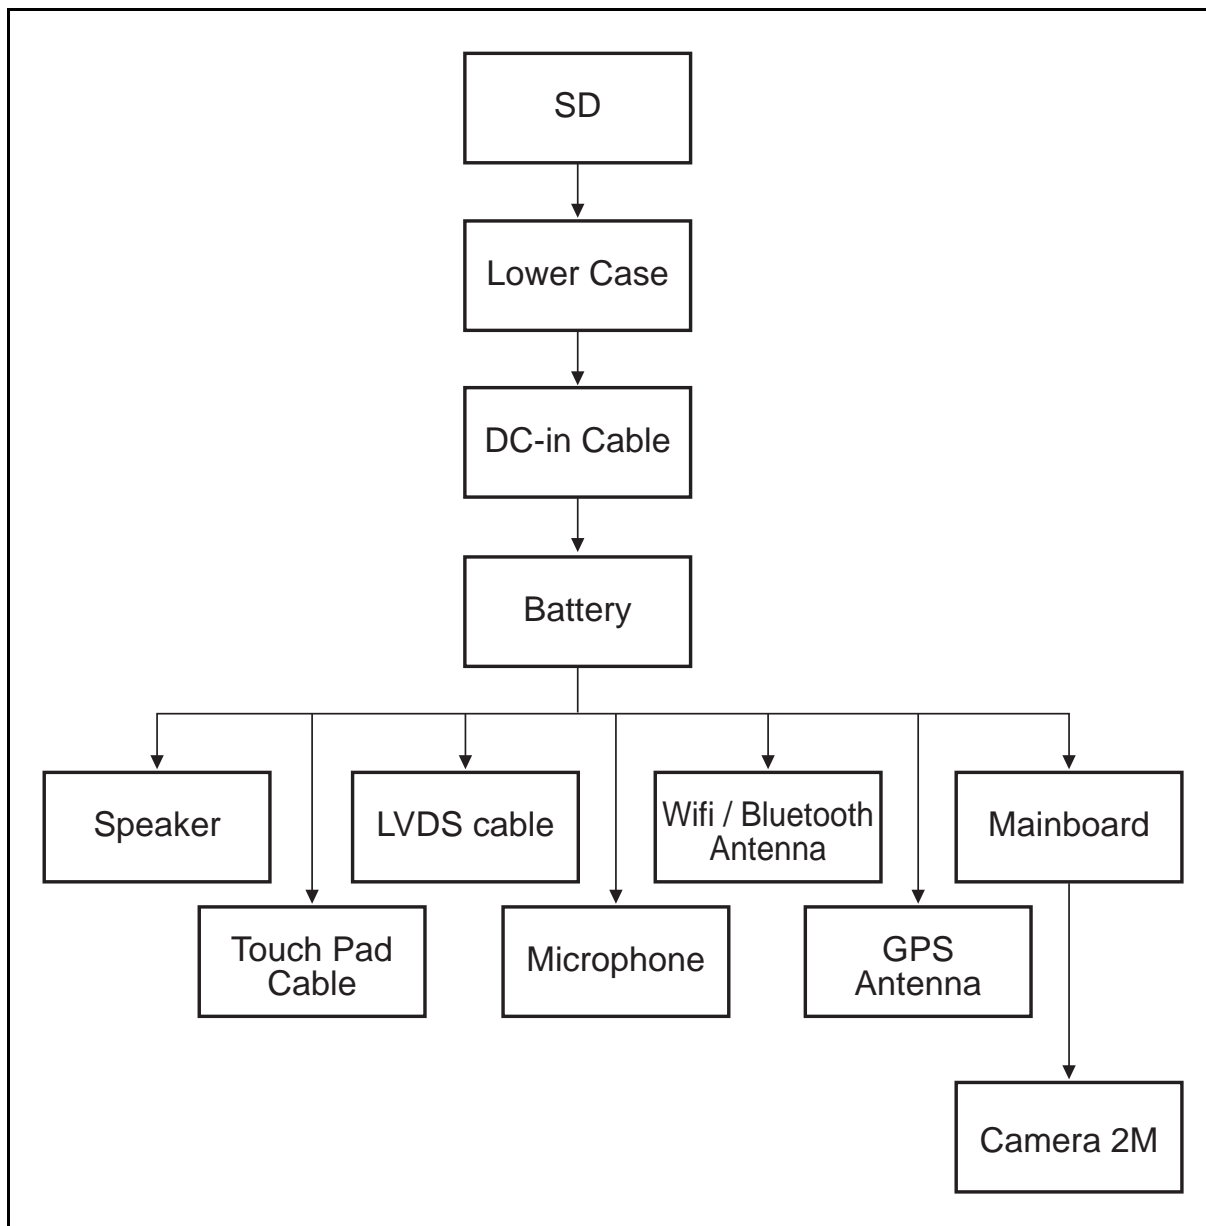 SD
Lower Case
DC-in Cable
Battery
Speaker
LVDS cable
Wifi / Bluetooth
Antenna
Mainboard
Touch Pad
Cable
Microphone
GPS
Antenna
Camera 2M